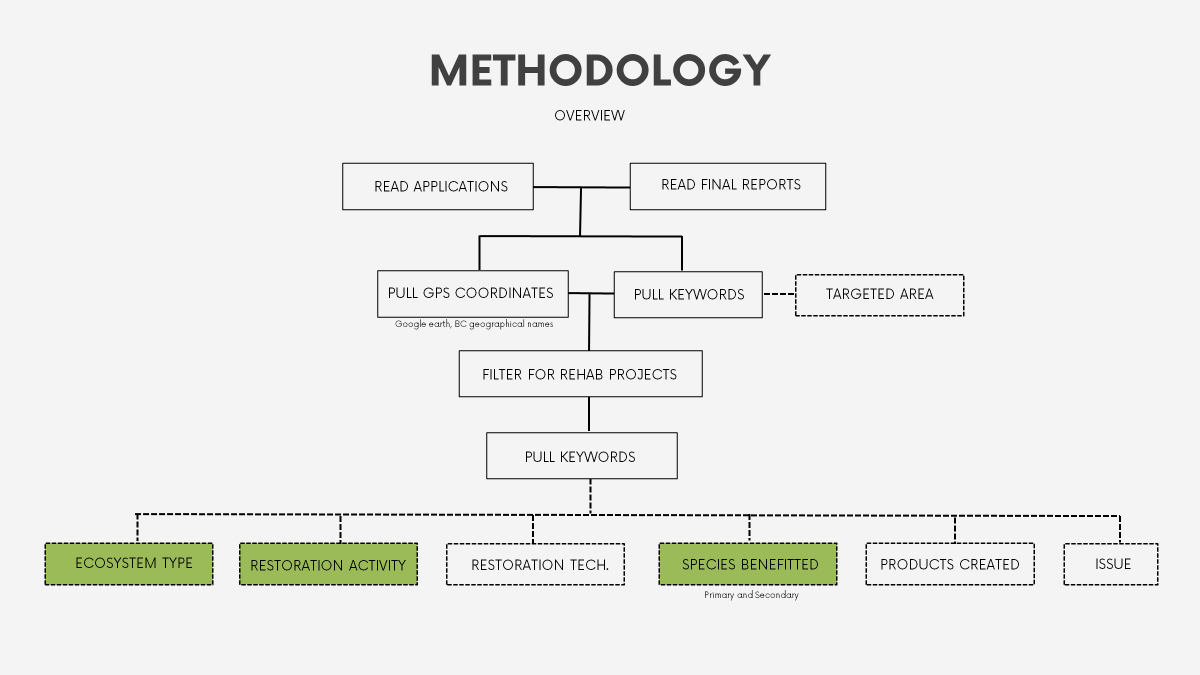 METHODOLOGY
OVERVIEW
READ APPLICATIONS
READ FINAL REPORTS
PULL GPS COORDINATES
PULL KEYWORDS
TARGETED AREA
Google earth, BC geographical names
FILTER FOR REHAB PROJECTS
PULL KEYWORDS
ECOSYSTEM TYPE
RESTORATION ACTIVITY
RESTORATION TECH.
SPECIES BENEFITTED
PRODUCTS CREATED
ISSUE
Primary and Secondary